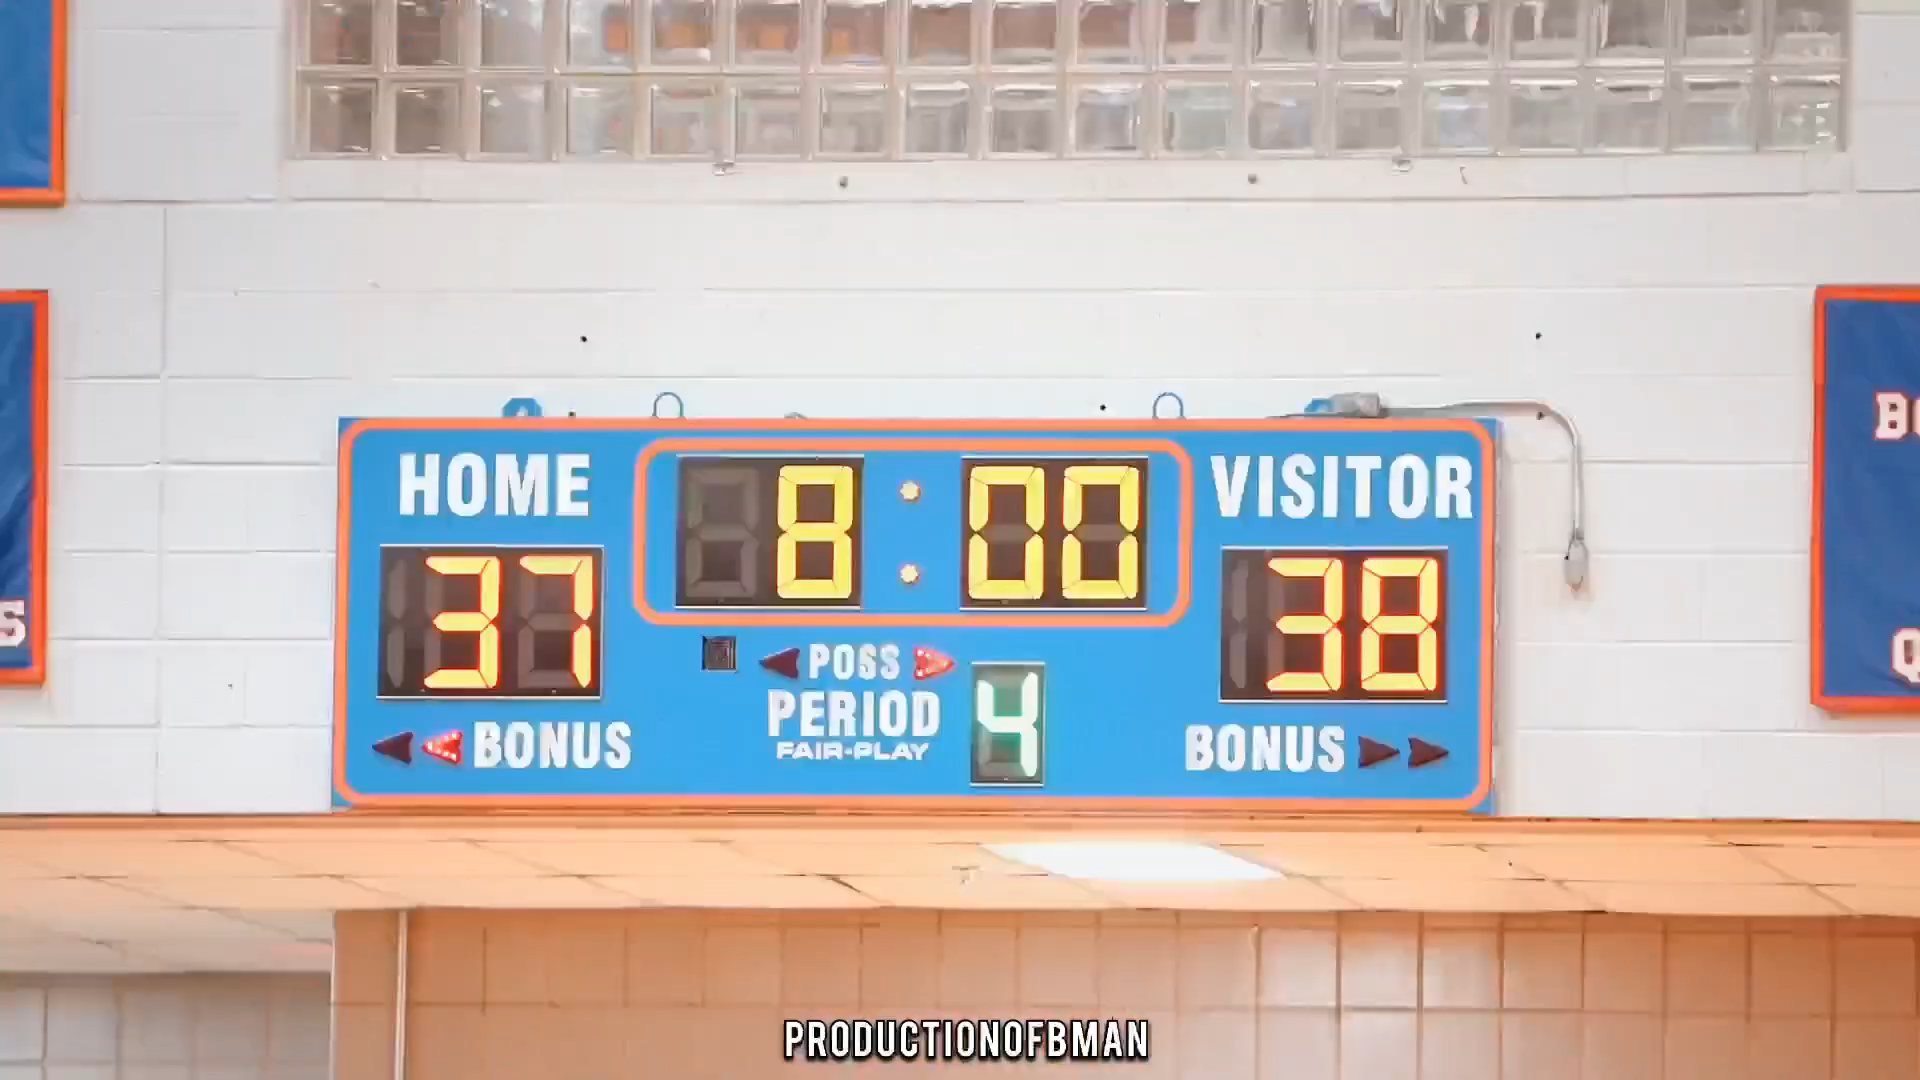 HOME
8:00
VISITOR
37
38
POSS
PERIOD
4
FAIR-PLAY
BONUS
BONUS
S
Q
PRODUCTIONOFBMAN